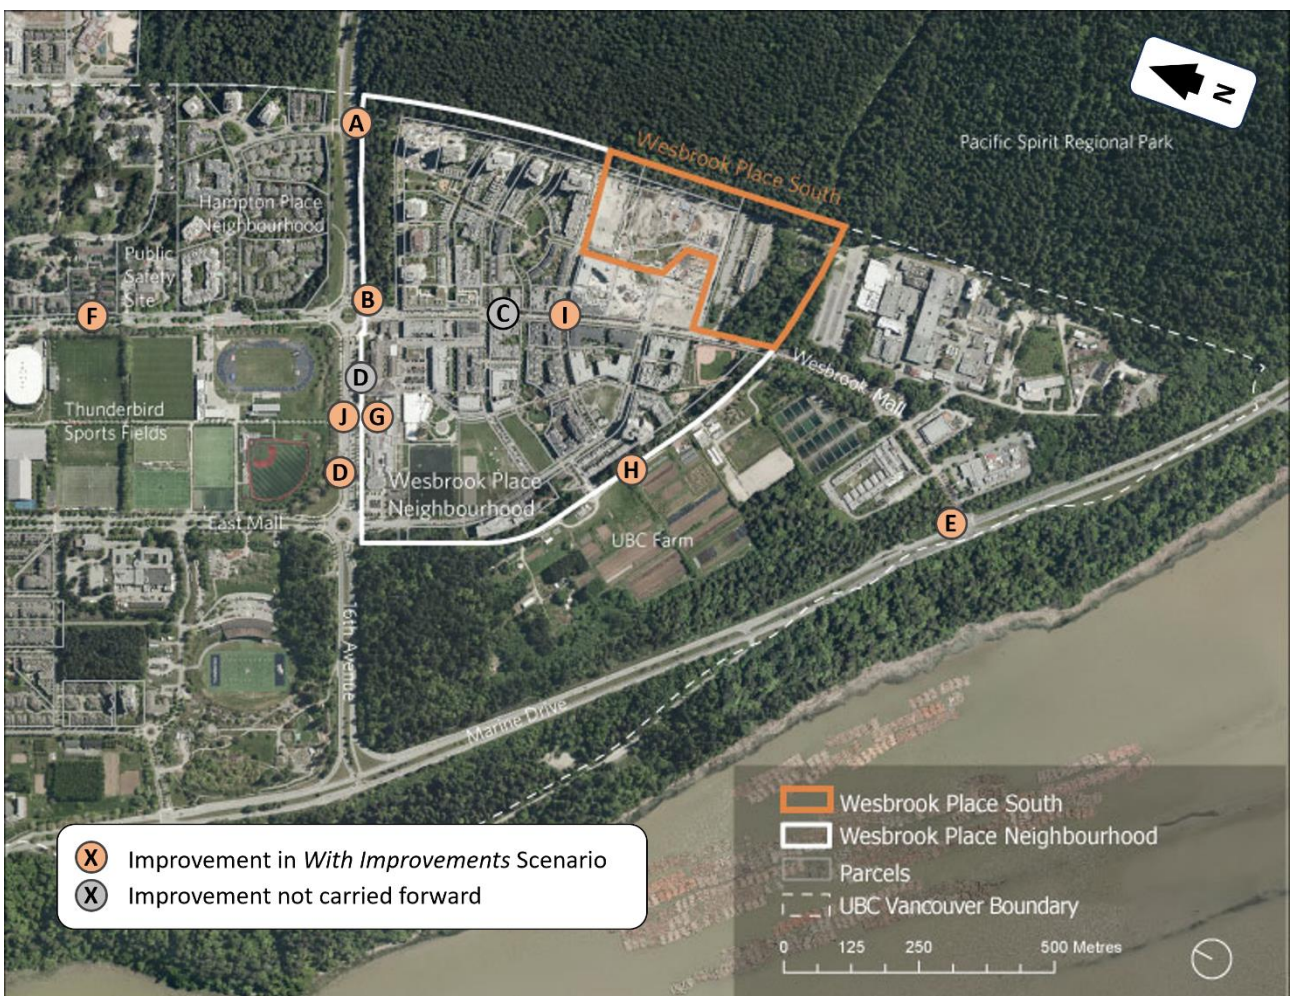 N
A
Wesbrook Place South
Pacific Spirit Regional Park
Hampton Place
Neighbourhood
Public
Safety
Site
F
B
C
I
D
J
G
Thunderbird
Sports Fields
D
Wesbrook Mall
H
Wesbrook Place
Neighbourhood
East Mall
E
UBC Farm
16th Avenue
Marine Drive
X Improvement in With Improvements Scenario
X Improvement not carried forward
Wesbrook Place South
Wesbrook Place Neighbourhood
Parcels
UBC Vancouver Boundary
0 125 250 500 Metres